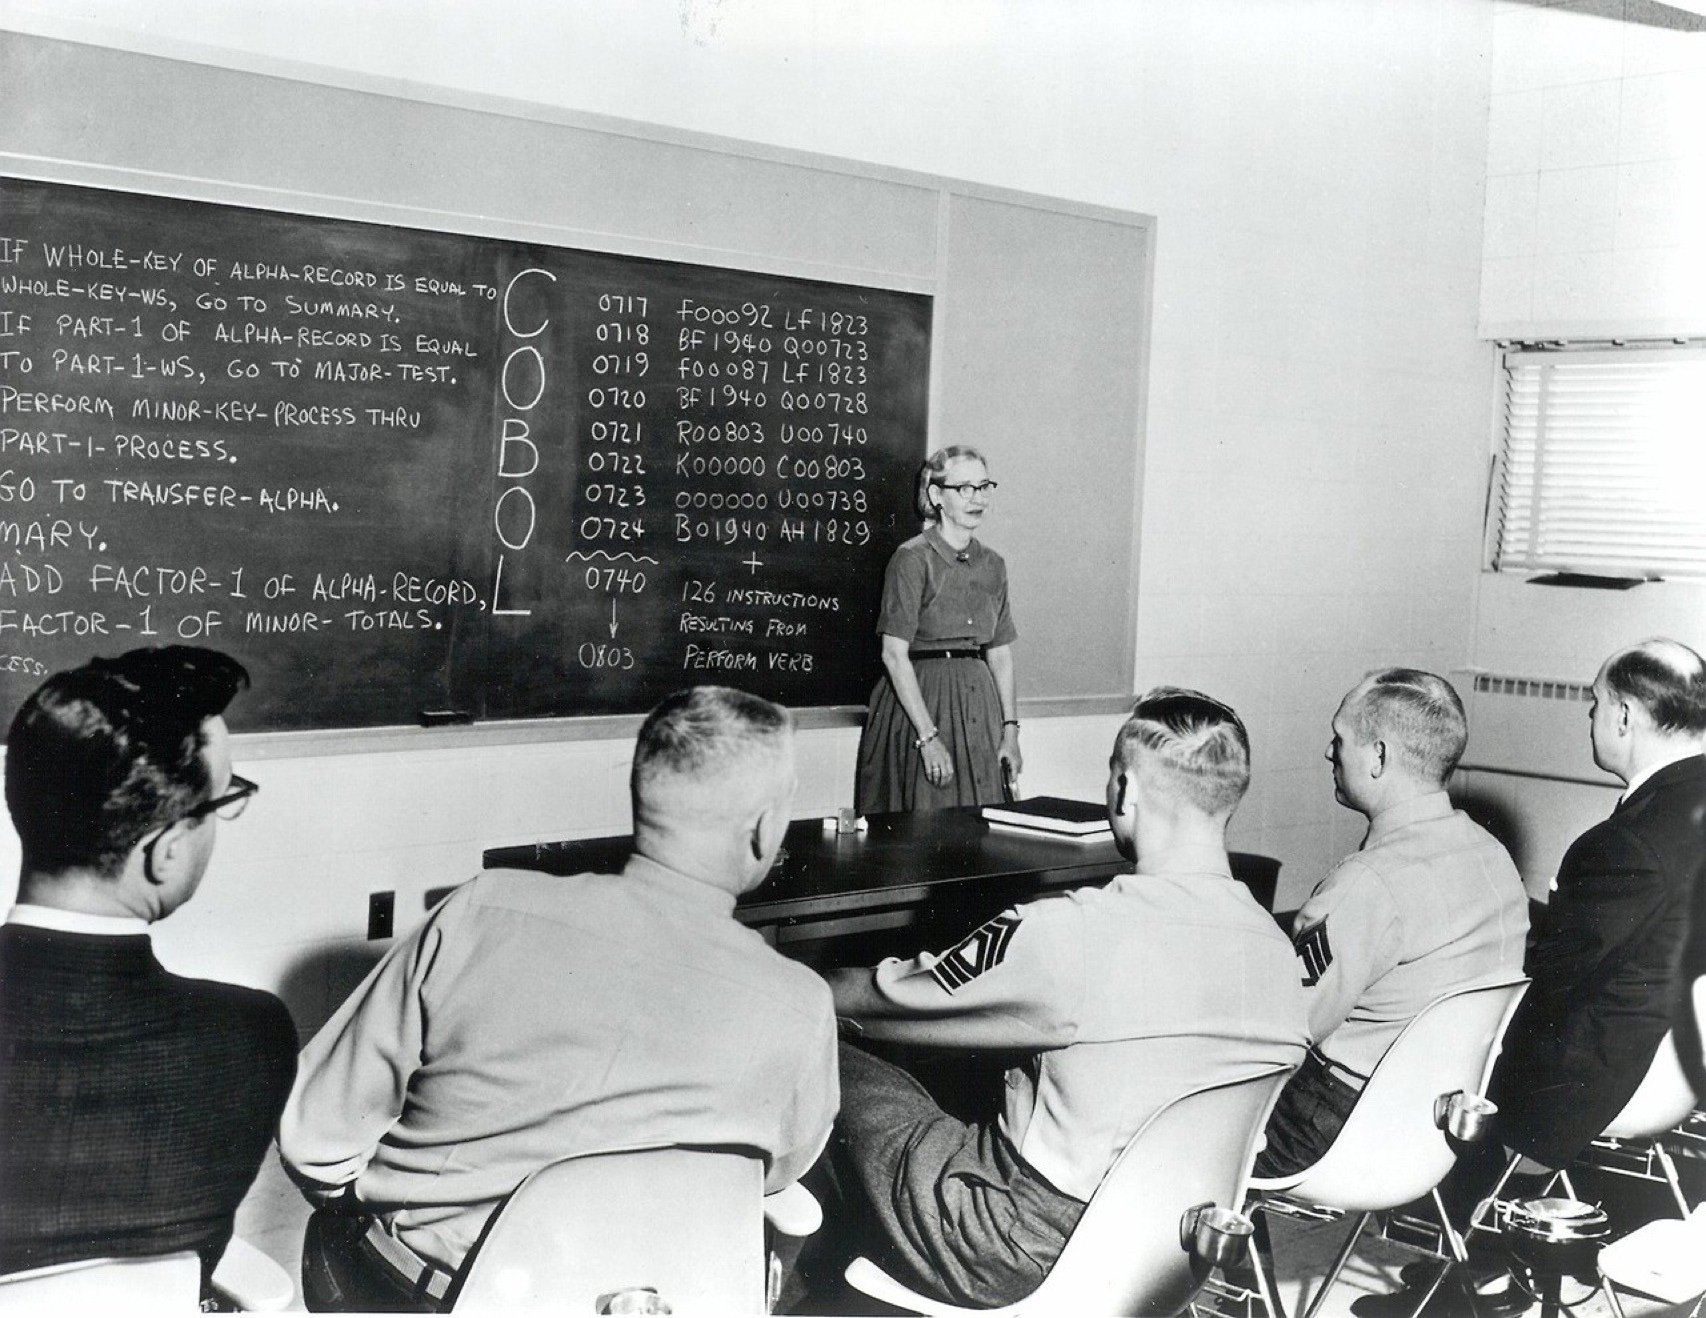 IF WHOLE-KEY OF ALPHA-RECORD IS EQUAL TO
WHOLE-KEY-WS, GO TO SUMMARY.
IF PART-1 OF ALPHA-RECORD IS EQUAL
TO PART-1-WS, GO TO MAJOR-TEST.
PERFORM MINOR-KEY-PROCESS THRU
PART-1-PROCESS.
GO TO TRANSFER-ALPHA.
MARY.
ADD FACTOR-1 OF ALPHA-RECORD,
FACTOR-1 OF MINOR-TOTALS.
CESS.
C
O
B
O
L
0717 F00092 LF1823
0718 BF1940 Q00723
0719 F00087 LF1823
0720 BF1940 Q00728
0721 R00803 U00740
0722 K00000 C00803
0723 000000 U00738
0724 B01940 AH1829
+
0740 126 INSTRUCTIONS
RESULTING FROM
0803 PERFORM VERB